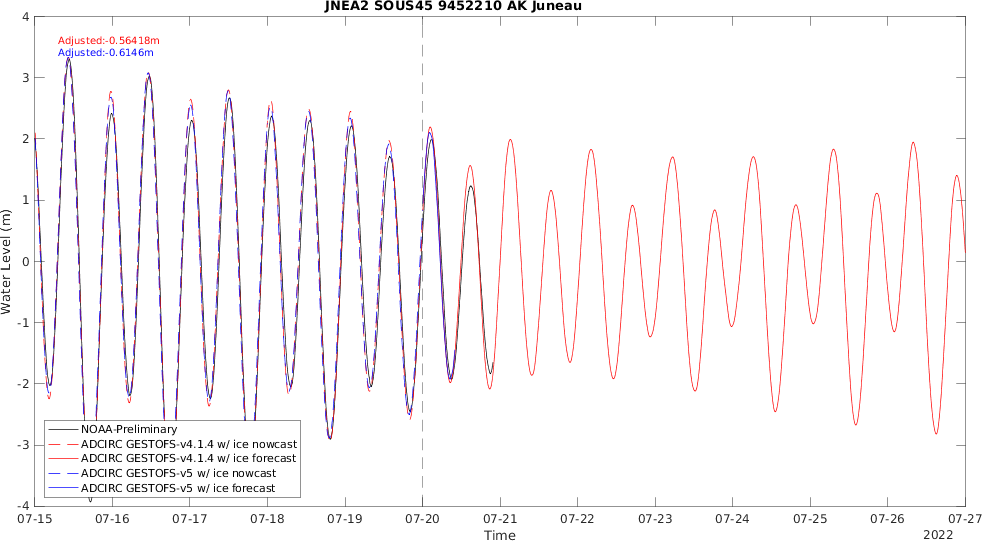 JNEA2 SOUS45 9452210 AK Juneau
Adjusted:-0.56418m
Adjusted:-0.6146m
4
3
2
1
0
-1
-2
-3
-4
Water Level (m)
NOAA-Preliminary
ADCIRC GESTOFS-v4.1.4 w/ ice nowcast
ADCIRC GESTOFS-v4.1.4 w/ ice forecast
ADCIRC GESTOFS-v5 w/ ice nowcast
ADCIRC GESTOFS-v5 w/ ice forecast
07-15 07-16 07-17 07-18 07-19 07-20 07-21 07-22 07-23 07-24 07-25 07-26 07-27
Time
2022